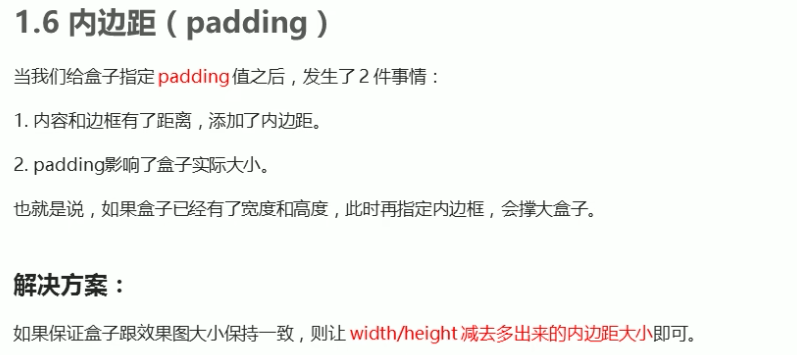 1.6 内边距（padding）
当我们给盒子指定 padding 值之后，发生了 2 件事情：
1. 内容和边框有了距离，添加了内边距。
2. padding影响了盒子实际大小。
也就是说，如果盒子已经有了宽度和高度，此时再指定内边框，会撑大盒子。
解决方案：
如果保证盒子跟效果图大小保持一致，则让 width/height 减去多出来的内边距大小即可。